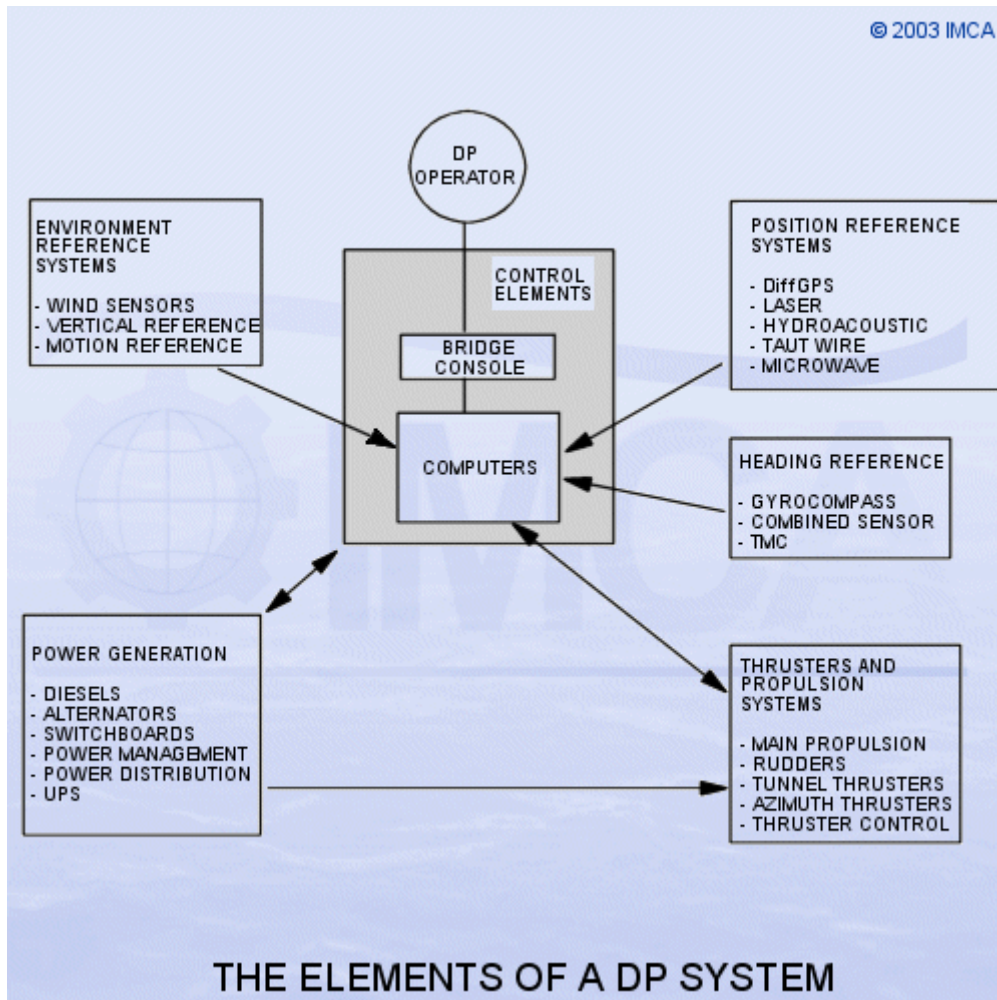 © 2003 IMCA
DP
OPERATOR
ENVIRONMENT
REFERENCE
SYSTEMS
- WIND SENSORS
- VERTICAL REFERENCE
- MOTION REFERENCE
CONTROL
ELEMENTS
BRIDGE
CONSOLE
COMPUTERS
POSITION REFERENCE
SYSTEMS
- DiffGPS
- LASER
- HYDROACOUSTIC
- TAUT WIRE
- MICROWAVE
HEADING REFERENCE
- GYROCOMPASS
- COMBINED SENSOR
- TMC
POWER GENERATION
- DIESELS
- ALTERNATORS
- SWITCHBOARDS
- POWER MANAGEMENT
- POWER DISTRIBUTION
- UPS
THRUSTERS AND
PROPULSION
SYSTEMS
- MAIN PROPULSION
- RUDDERS
- TUNNEL THRUSTERS
- AZIMUTH THRUSTERS
- THRUSTER CONTROL
IMCA
THE ELEMENTS OF A DP SYSTEM